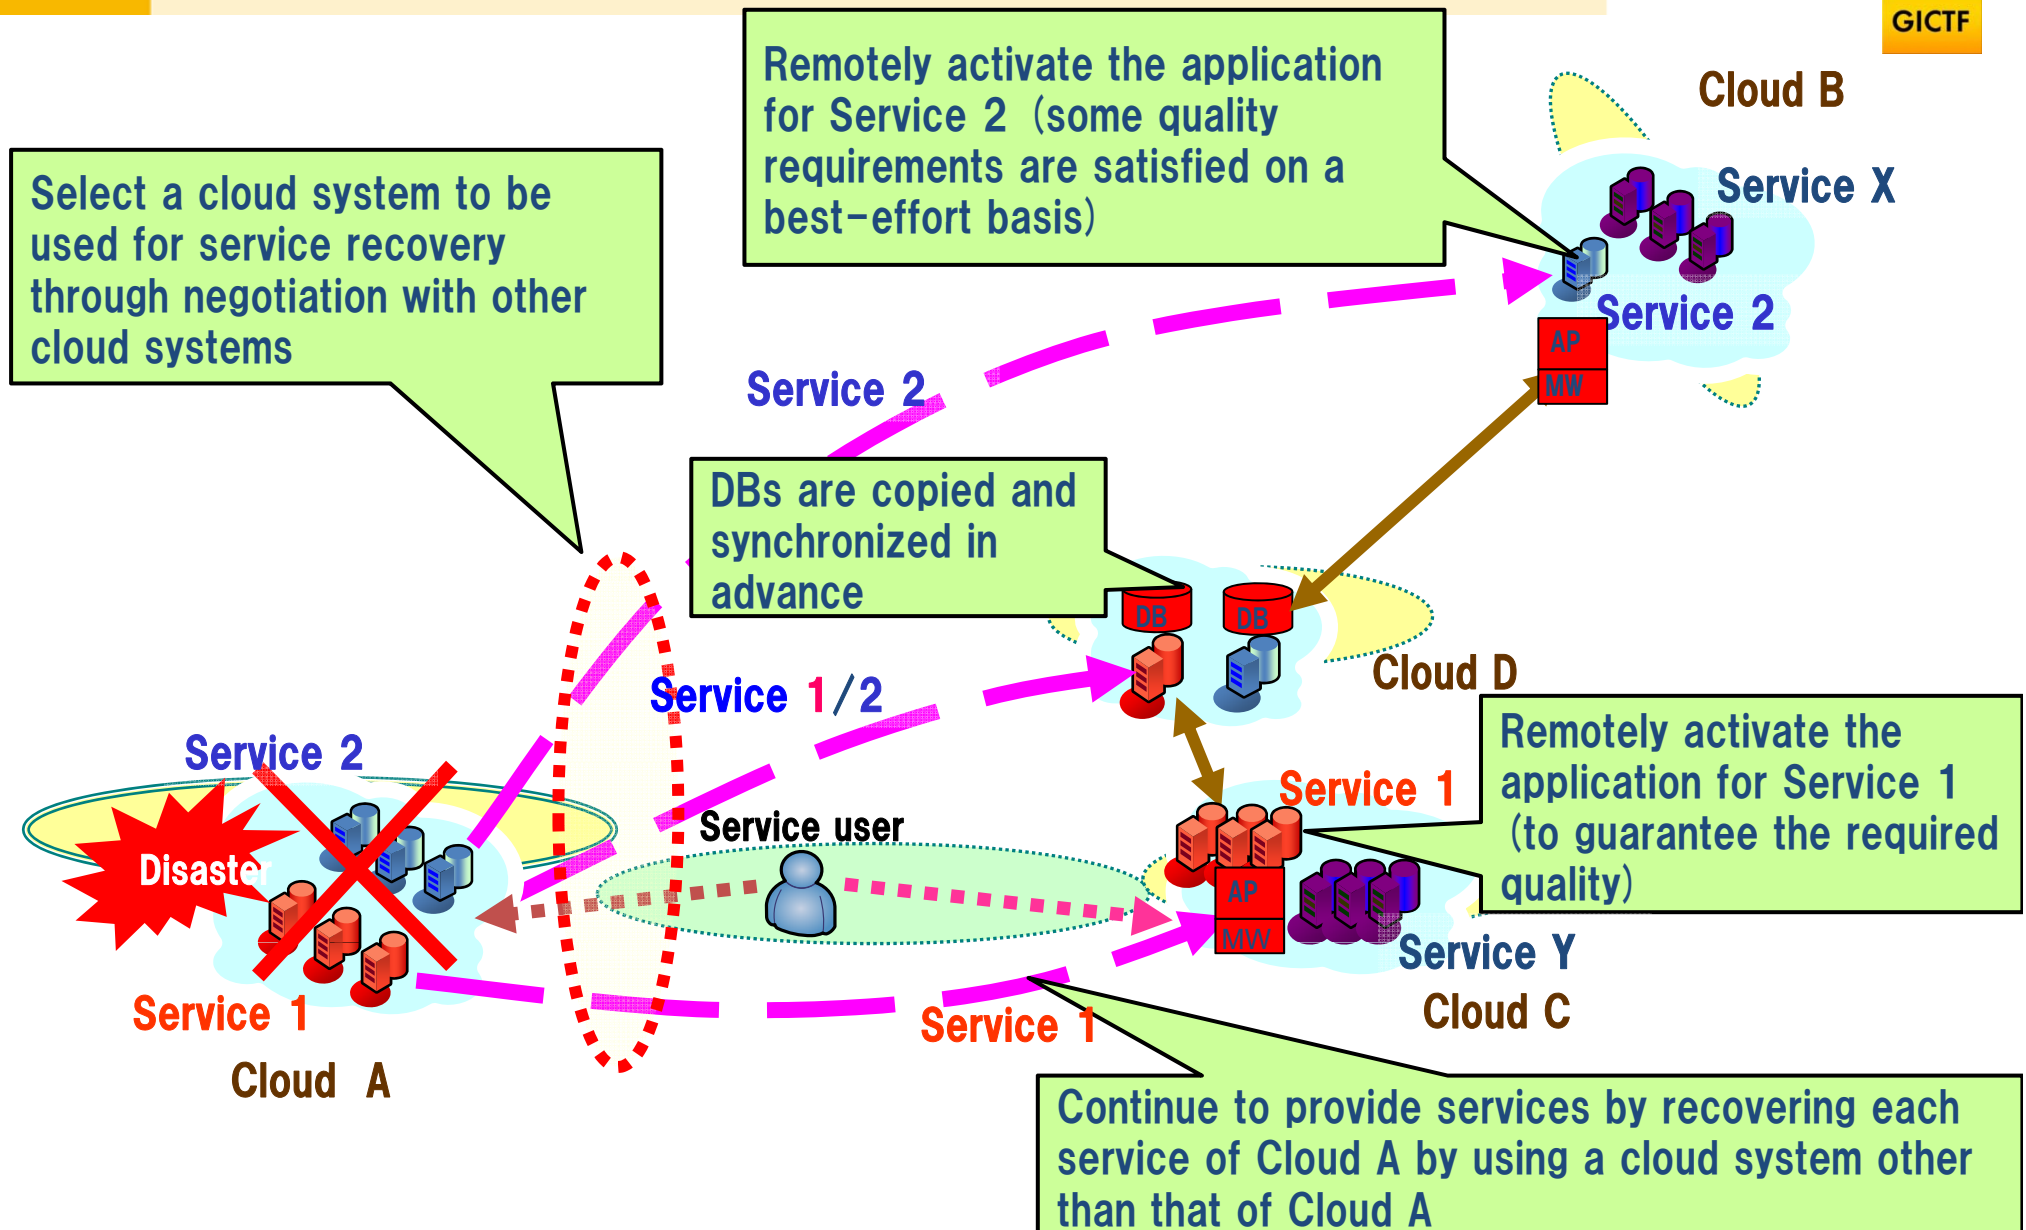 GICTF
Remotely activate the application
for Service 2 (some quality
requirements are satisfied on a
best-effort basis)
Cloud B
Service X
Service 2
AP
MW
Select a cloud system to be
used for service recovery
through negotiation with other
cloud systems
Service 2
DBs are copied and
synchronized in
advance
DB
DB
Cloud D
Service 1/2
Service 2
Disaster
Service 1
Cloud A
Service user
Service 1
Remotely activate the
application for Service 1
(to guarantee the required
quality)
AP
MW
Service Y
Cloud C
Service 1
Continue to provide services by recovering each
service of Cloud A by using a cloud system other
than that of Cloud A